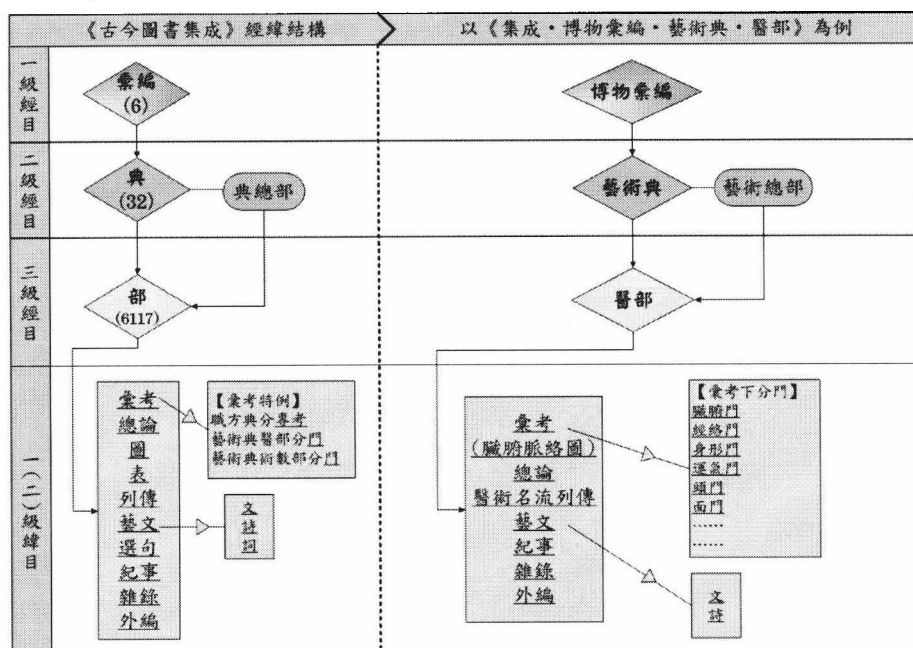 《古今圖書集成》經緯結構
以《集成·博物彙編·藝術典·醫部》為例
一級經目
彙編
(6)
博物彙編
二級經目
典
(32)
典總部
藝術典
藝術總部
三級經目
部
(6117)
醫部
一(二)級緯目
彙考
總論
圖
表
列傳
藝文
選句
紀事
雜錄
外編
【彙考特例】
職方典分專考
藝術典醫部分門
藝術典術數部分門
文
詩
詞
彙考
(臟腑脈絡圖)
總論
醫術名流列傳
藝文
紀事
雜錄
外編
【彙考下分門】
臟腑門
經絡門
身形門
運氣門
頭門
面門
……
……
文
詩